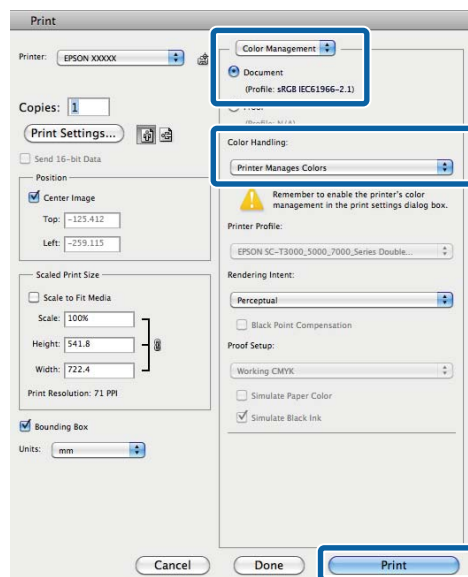 Print
Printer: EPSON XXXXX
Copies: 1
Print Settings...
Send 16-bit Data
Position
Center Image
Top: -125.412
Left: -259.115
Scaled Print Size
Scale to Fit Media
Scale: 100%
Height: 541.8
Width: 722.4
Print Resolution: 71 PPI
Bounding Box
Units: mm
Color Management
Document
(Profile: sRGB IEC61966-2.1)
Color Handling:
Printer Manages Colors
Remember to enable the printer's color
management in the print settings dialog box.
Printer Profile:
EPSON SC-T3000_5000_7000_Series Double...
Rendering Intent:
Perceptual
Black Point Compensation
Proof Setup:
Working CMYK
Simulate Paper Color
Simulate Black Ink
Cancel
Done
Print